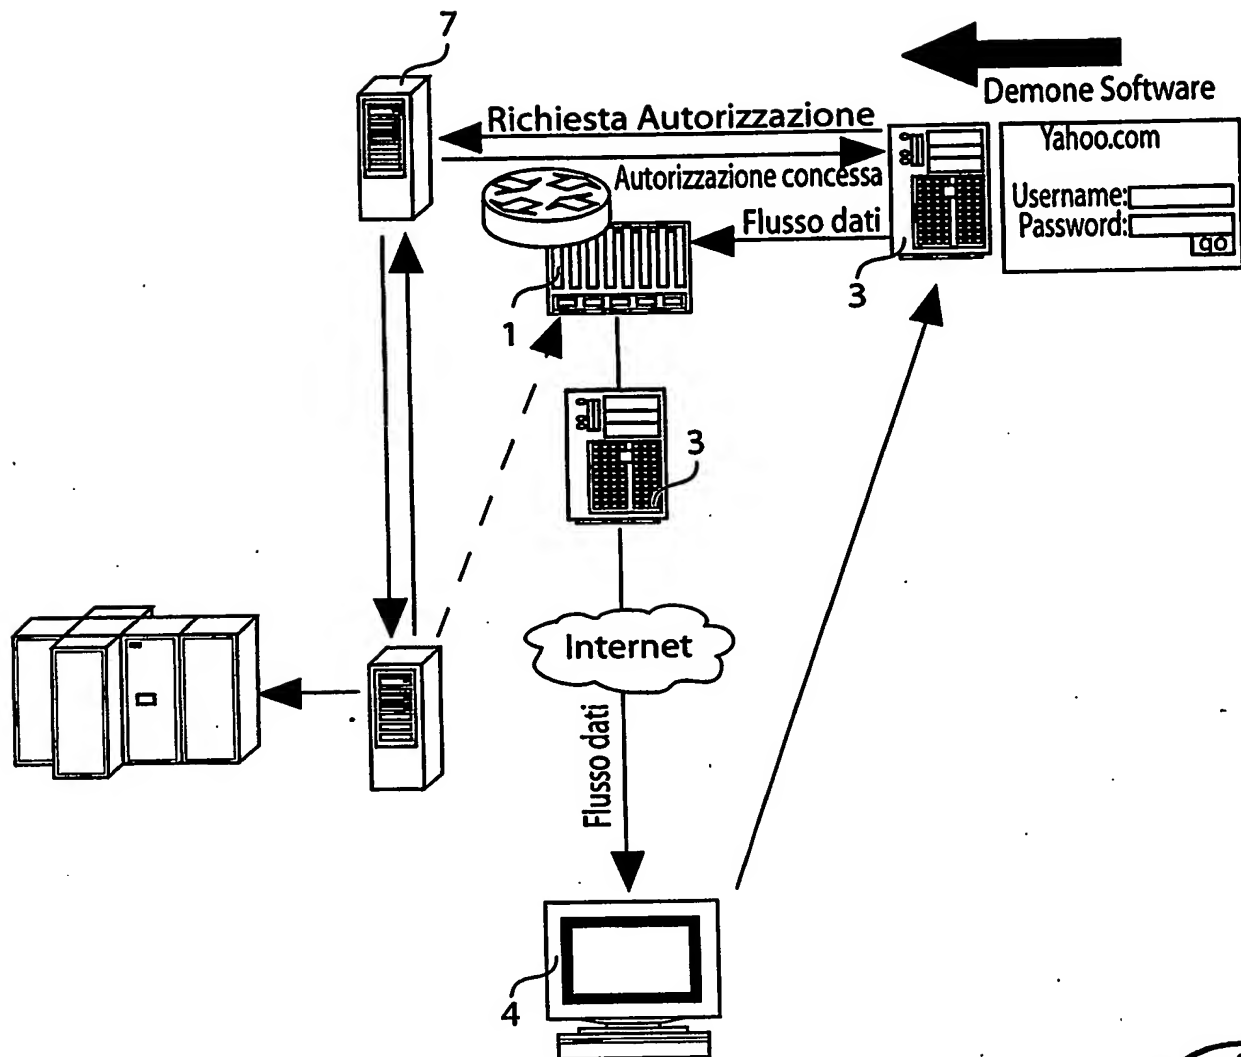 7
Demone Software
Richiesta Autorizzazione
Yahoo.com
Autorizzazione concessa
Username:
Password:
go
Flusso dati
3
1
3
Internet
Flusso dati
4